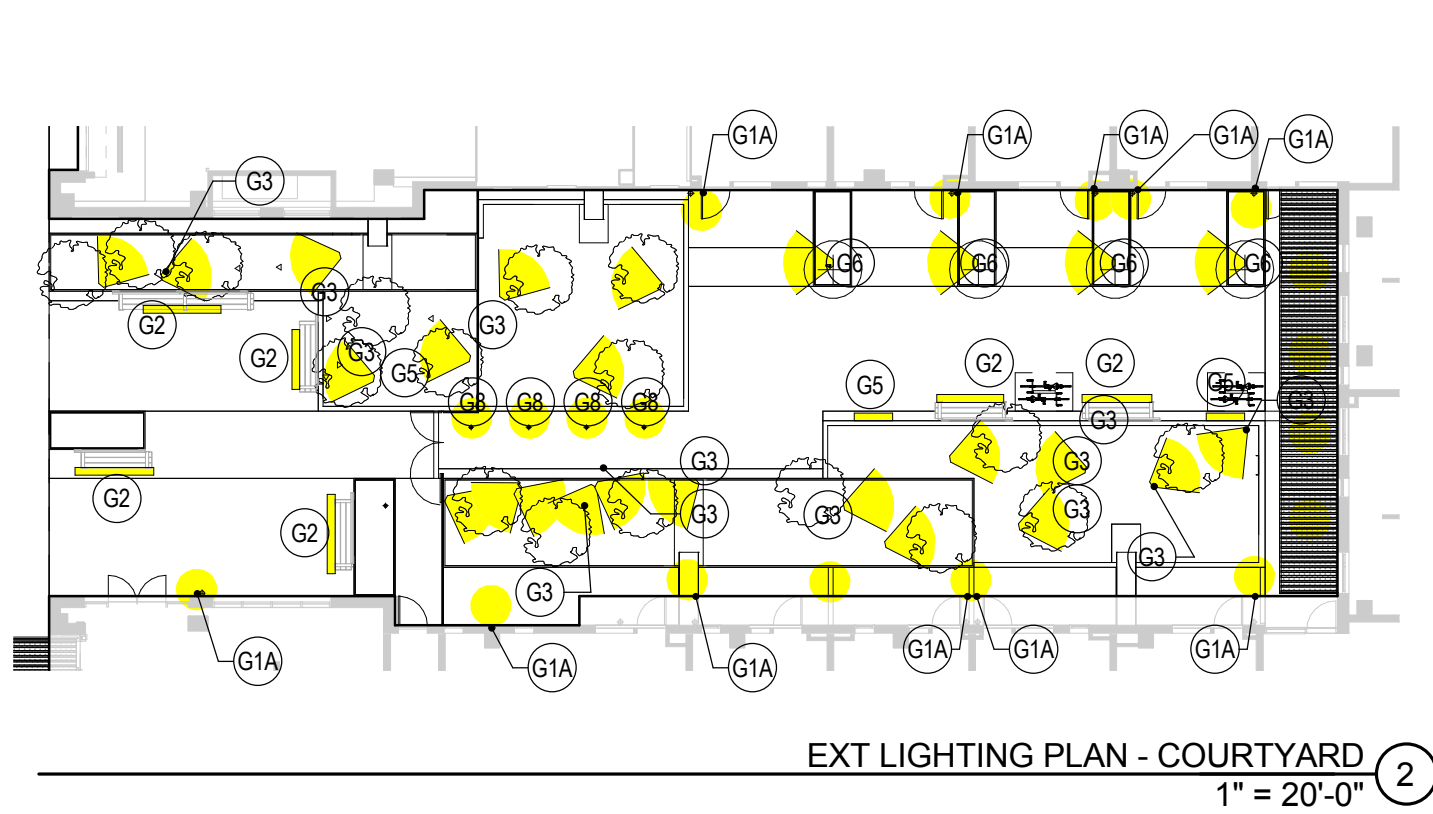 G1A G1A G1A G1A G1A
G3
G6 G6 G6 G6
G3
G2 G3
G2 G3 G5 G2 G2 G5 G5
G8 G8 G8 G8 G3
G3
G3 G3
G2 G3 G3 G3
G2
G3 G3
G1A G1A G1A G1A G1A G1A
EXT LIGHTING PLAN - COURTYARD
2
1" = 20'-0"